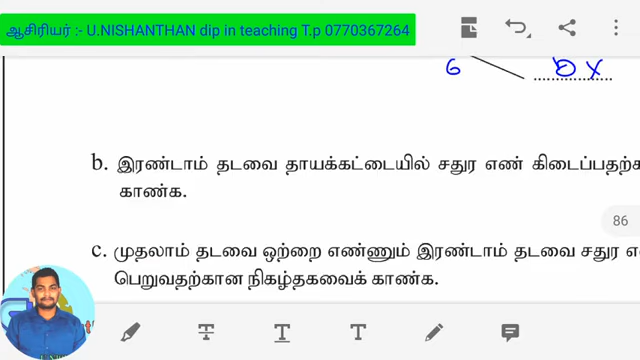 ஆசிரியர் :- U.NISHANTHAN dip in teaching T.p 0770367264
6
b x
b. இரண்டாம் தடவை தாயக்கட்டையில் சதுர எண் கிடைப்பதற்க
காண்க.
86
c. முதலாம் தடவை ஒற்றை எண்ணும் இரண்டாம் தடவை சதுர எ
பெறுவதற்கான நிகழ்தகவைக் காண்க.